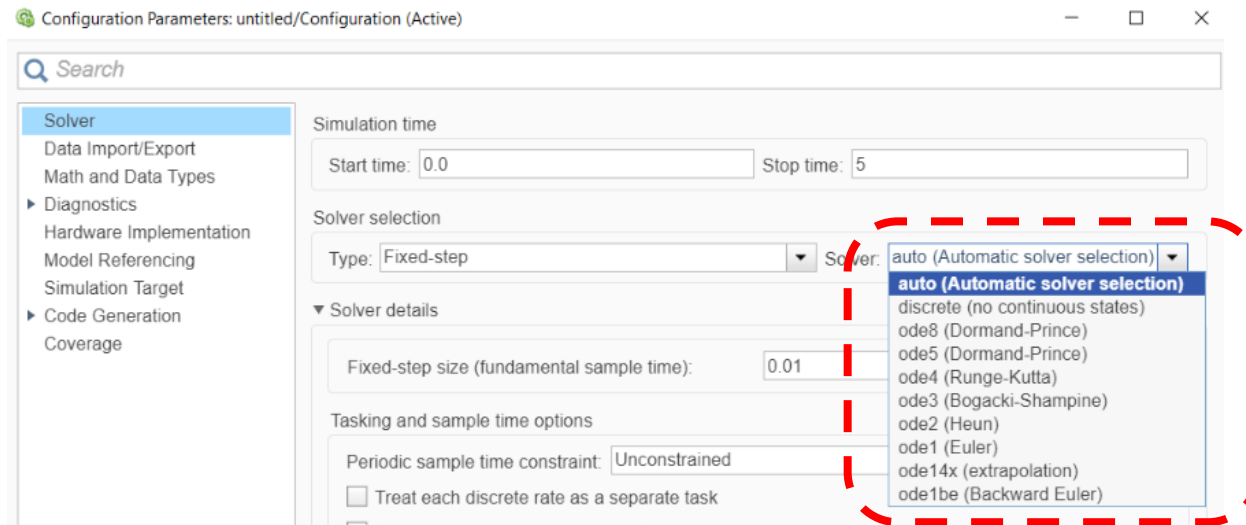 Configuration Parameters: untitled/Configuration (Active)
Search
Solver
Data Import/Export
Math and Data Types
Diagnostics
Hardware Implementation
Model Referencing
Simulation Target
Code Generation
Coverage
Simulation time
Start time: 0.0 Stop time: 5
Solver selection
Type: Fixed-step Solver: auto (Automatic solver selection)
auto (Automatic solver selection)
discrete (no continuous states)
ode8 (Dormand-Prince)
ode5 (Dormand-Prince)
ode4 (Runge-Kutta)
ode3 (Bogacki-Shampine)
ode2 (Heun)
ode1 (Euler)
ode14x (extrapolation)
ode1be (Backward Euler)
Solver details
Fixed-step size (fundamental sample time): 0.01
Tasking and sample time options
Periodic sample time constraint: Unconstrained
Treat each discrete rate as a separate task